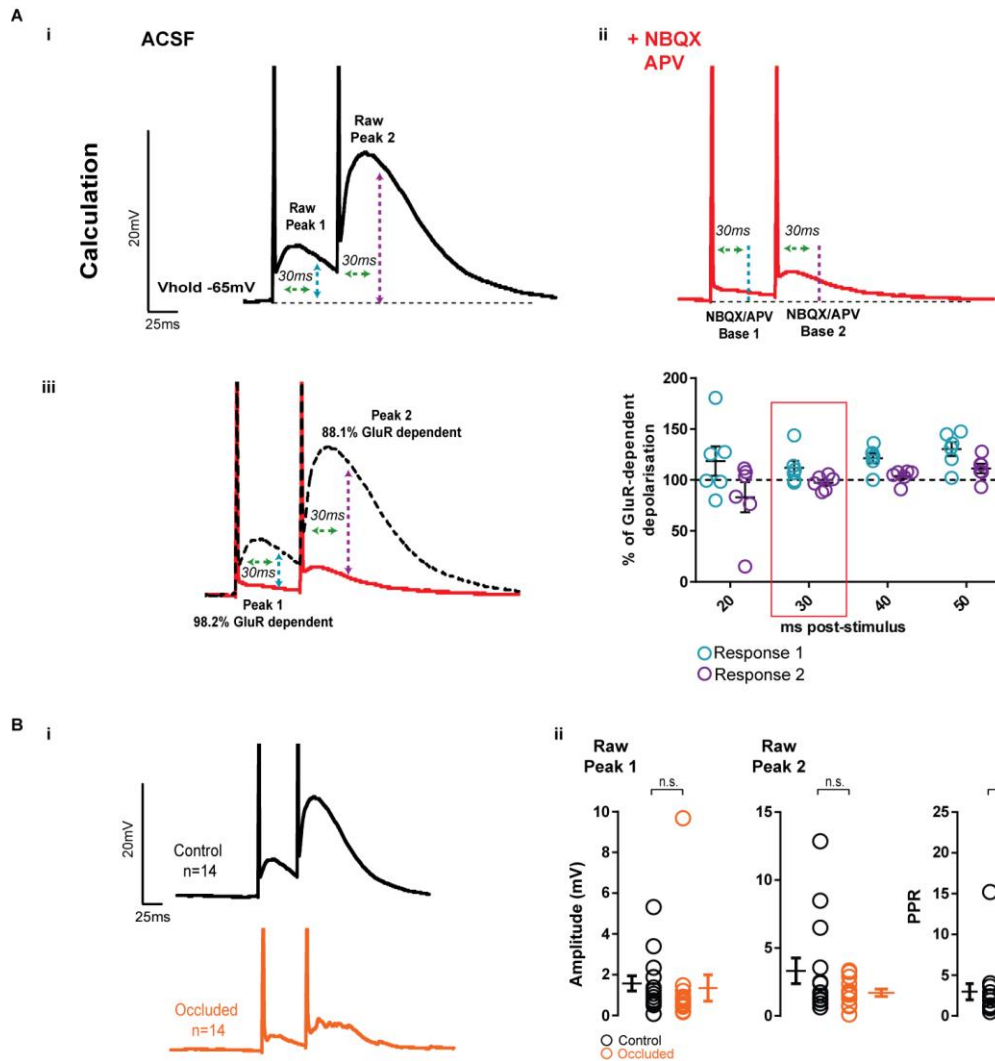 A
i
ACSF
Calculation
20mV
25ms
Vhold -65mV
Raw
Peak 1
30ms
Raw
Peak 2
30ms
ii
+ NBQX
APV
30ms
30ms
NBQX/APV
Base 1
NBQX/APV
Base 2
iii
Peak 2
88.1% GluR dependent
30ms
30ms
Peak 1
98.2% GluR dependent
% of GluR-dependent
depolarisation
200
150
100
50
0
20
30
40
50
ms post-stimulus
Response 1
Response 2
B
i
20mV
25ms
Control
n=14
Occluded
n=14
ii
Raw
Peak 1
n.s.
Amplitude (mV)
10
8
6
4
2
0
Raw
Peak 2
n.s.
15
10
5
0
PPR
25
20
15
10
5
0
Control
Occluded